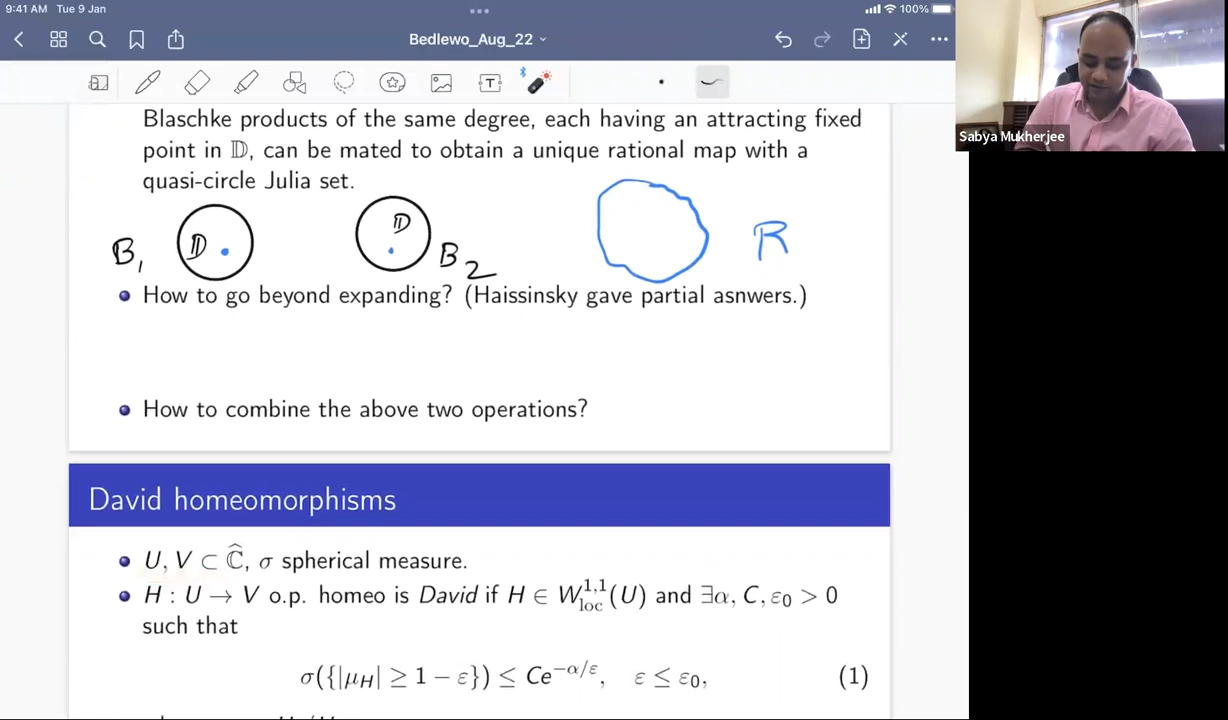 9:41 AM Tue 9 Jan
100%
Bedlewo_Aug_22
Sabya Mukherjee
Blaschke products of the same degree, each having an attracting fixed
point in 𝔻, can be mated to obtain a unique rational map with a
quasi-circle Julia set.
B₁ 𝔻 𝔻 B₂ R
How to go beyond expanding? (Haissinsky gave partial asnwers.)
How to combine the above two operations?
David homeomorphisms
U, V ⊂ ℂ̂, σ spherical measure.
H : U → V o.p. homeo is David if H ∈ W^{1,1}_{loc}(U) and ∃α, C, ε₀ > 0
such that
σ({|μ_H| ≥ 1 − ε}) ≤ Ce^{−α/ε}, ε ≤ ε₀, (1)